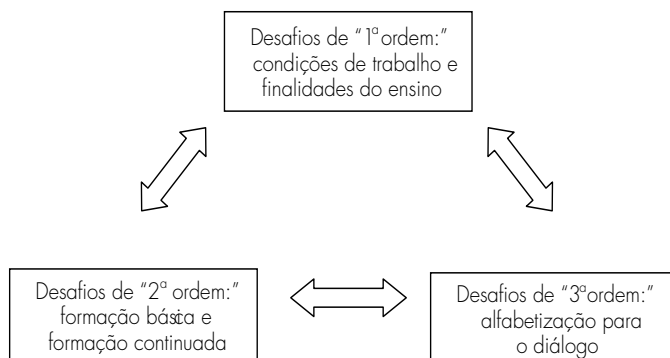 Desafios de “1ª ordem:”
condições de trabalho e
finalidades do ensino
Desafios de “2ª ordem:”
formação básica e
formação continuada
Desafios de “3ª ordem:”
alfabetização para
o diálogo